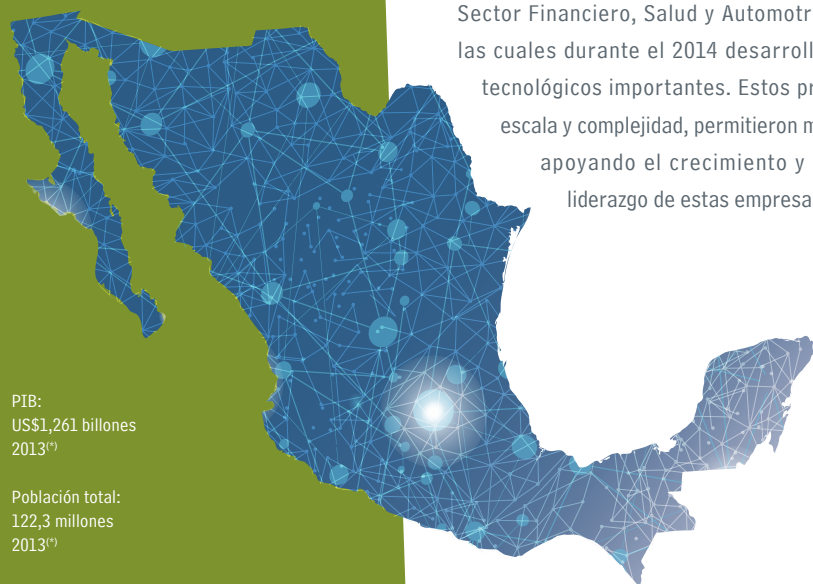 Sector Financiero, Salud y Automotr
las cuales durante el 2014 desarroll
tecnológicos importantes. Estos pr
escala y complejidad, permitieron m
apoyando el crecimiento y
liderazgo de estas empresa
PIB:
US$1,261 billones
2013(*)
Población total:
122,3 millones
2013(*)